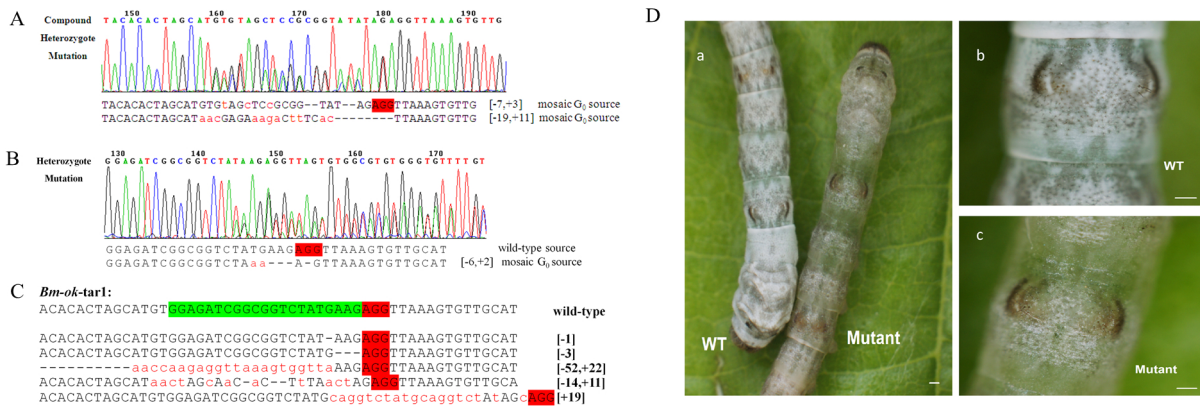 A
150 160 170 180 190
TACACACTAGCATGTGTAGCTCCGCGGTATATAGAGGTTAAAGTGTTG
Compound
Heterozygote
Mutation
TACACACTAGCATGTGtAGcTCcGCGG--TAT--AGACGTTAAAGTGTTG [-7,+3] mosaic G0 source
TACACACTAGCATaacGAGAaagaCttTCac--------TTAAAGTGTTG [-19,+11] mosaic G0 source
B
130 140 150 160 170
Heterozygote GGAGATCGGCGGTCTATAAGAGGTTAGTGTGGCGTGTGGGTGTTTTGT
Mutation
GGAGATCGGCGGTCTATGAAGAGGTTAAAGTGTTGCAT wild-type source
GGAGATCGGCGGTCTAaa---A-GTTAAAGTGTTGCAT [-6,+2] mosaic G0 source
C
Bm-ok-tar1:
ACACACTAGCATGTGGAGATCGGCGGTCTATGAAGAGGTTAAAGTGTTGCAT wild-type
ACACACTAGCATGTGGAGATCGGCGGTCTAT-AAGAGGTTAAAGTGTTGCAT [-1]
ACACACTAGCATGTGGAGATCGGCGGTCTATG---AGGTTAAAGTGTTGCAT [-3]
----------aaccaagaggttaaagtggttaAAGAGGTTAAAGTGTTGCAT [-52,+22]
ACACACTAGCATaactAGcAAC-aC--TtTAactAGAGGTTAAAGTGTTGCA [-14,+11]
ACACACTAGCATGTGGAGATCGGCGGTCTATGcaggtctatgcaggtctAtAGcAGG [+19]
D
a
WT
Mutant
b
WT
c
Mutant